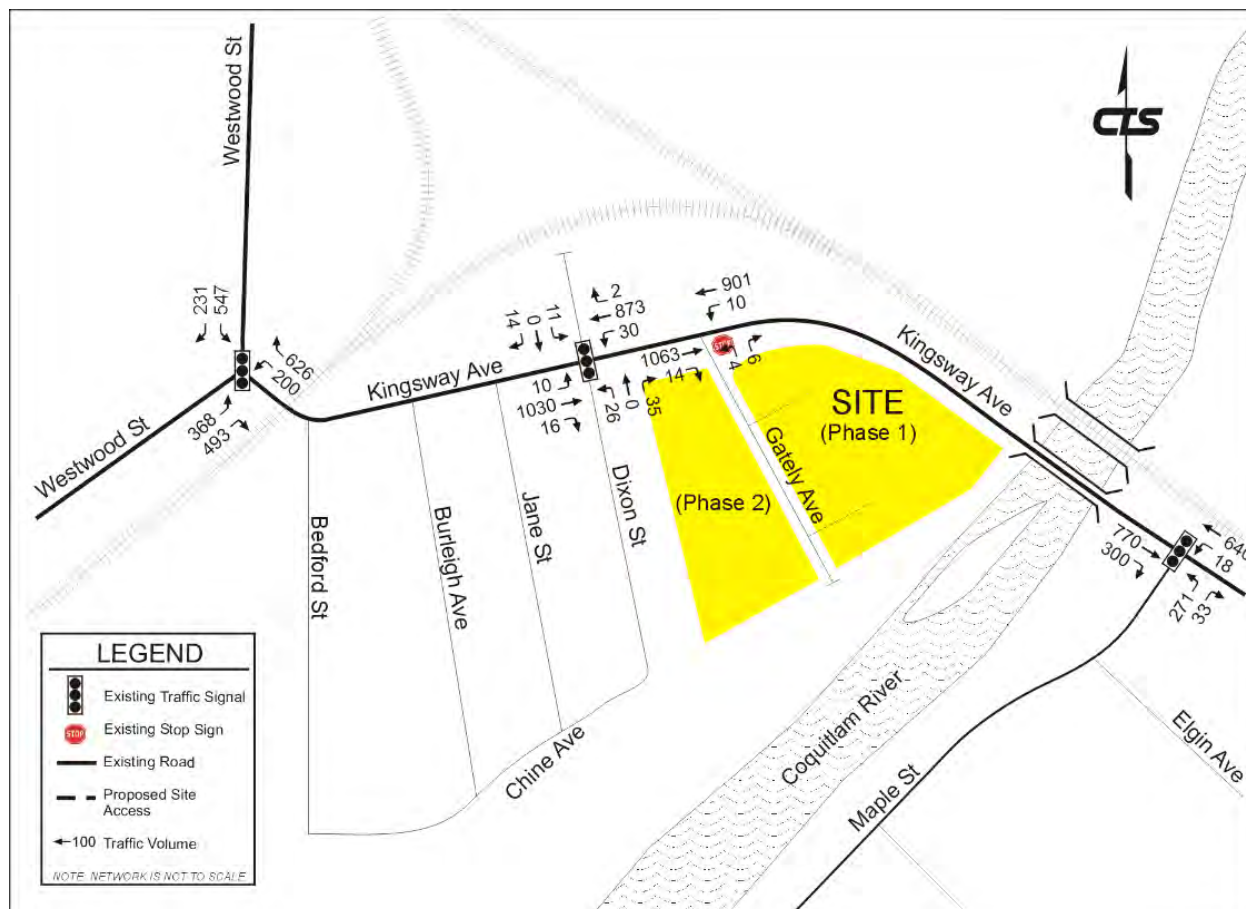 Westwood St
Westwood St
CTS
231
547
626
200
368
493
Kingsway Ave
14
0
11
2
873
30
10
1030
16
26
0
35
901
10
1063
14
4
6
Kingsway Ave
SITE
(Phase 1)
(Phase 2)
Gately Ave
Dixon St
Jane St
Burleigh Ave
Bedford St
Chine Ave
770
300
18
271
33
Coquitlam River
Maple St
Elgin Ave
STOP
LEGEND
Existing Traffic Signal
STOP
Existing Stop Sign
Existing Road
Proposed Site
Access
100 Traffic Volume
NOTE: NETWORK IS NOT TO SCALE